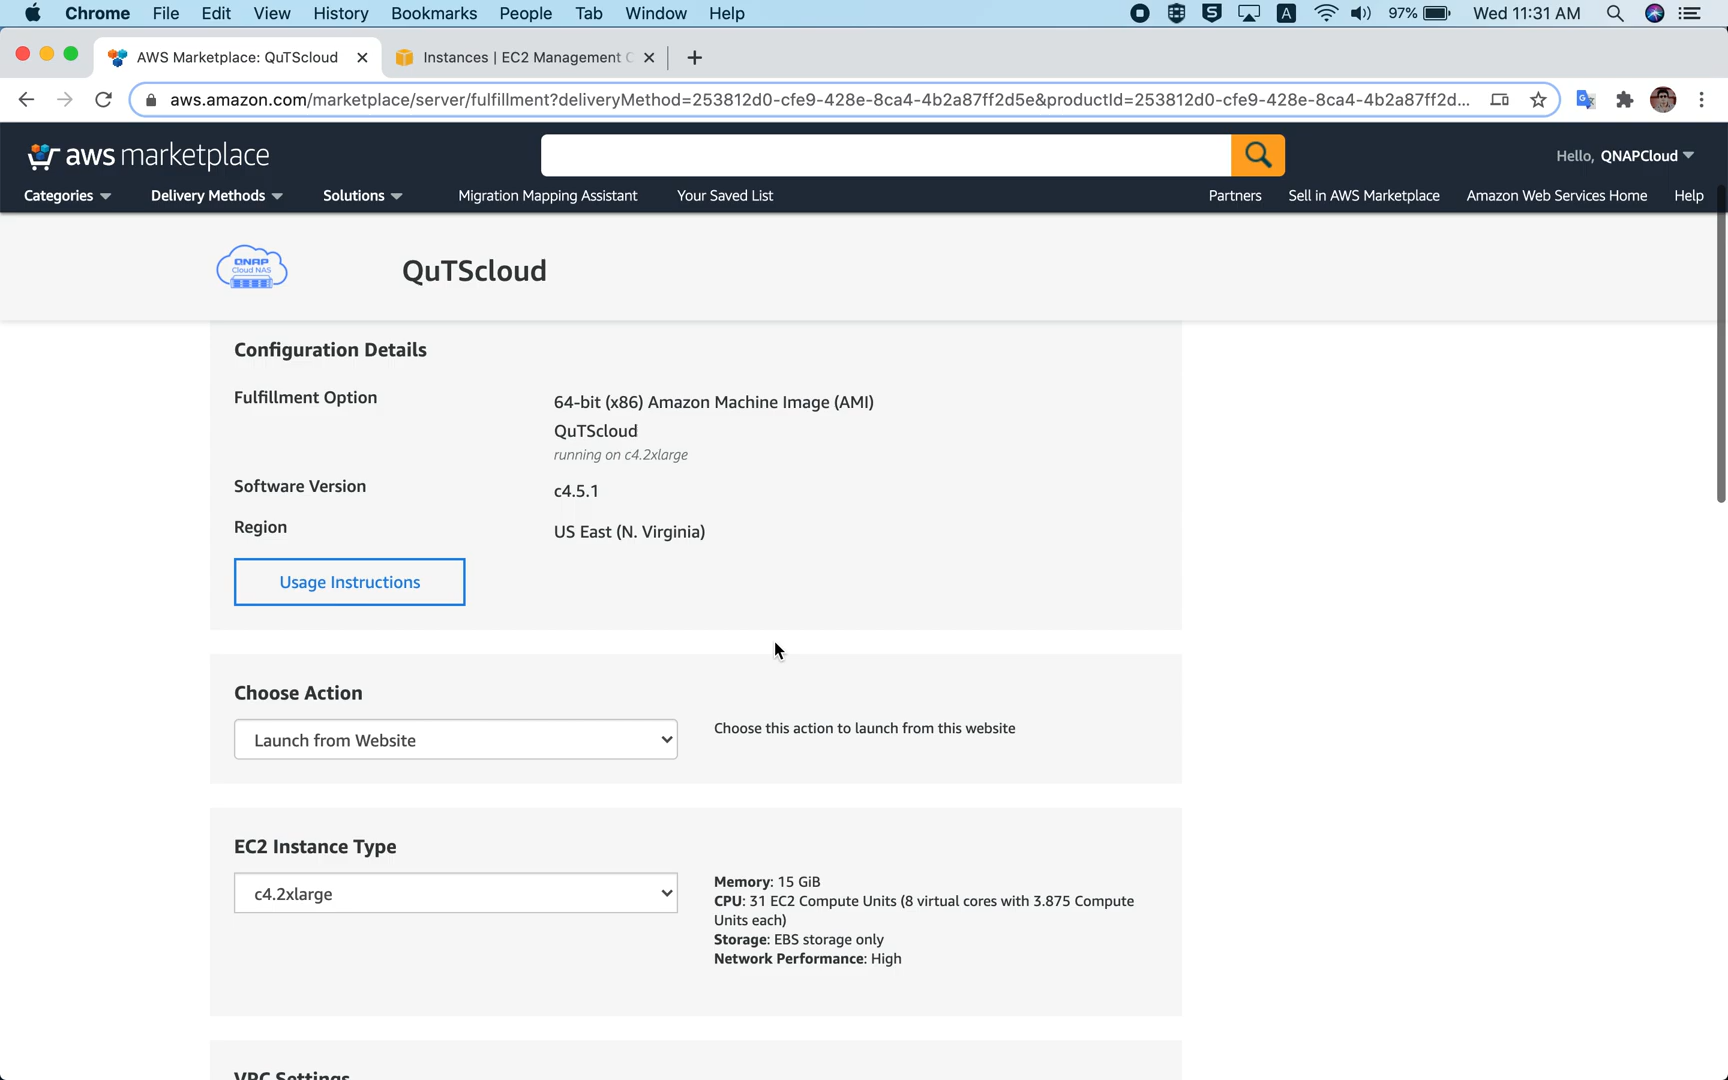 Chrome File Edit View History Bookmarks People Tab Window Help 97% Wed 11:31 AM
AWS Marketplace: QuTScloud Instances | EC2 Management C
aws.amazon.com/marketplace/server/fulfillment?deliveryMethod=253812d0-cfe9-428e-8ca4-4b2a87ff2d5e&productId=253812d0-cfe9-428e-8ca4-4b2a87ff2d...
aws marketplace Hello, QNAPCloud
Categories Delivery Methods Solutions Migration Mapping Assistant Your Saved List Partners Sell in AWS Marketplace Amazon Web Services Home Help
QNAP
Cloud NAS
QuTScloud
Configuration Details
Fulfillment Option 64-bit (x86) Amazon Machine Image (AMI)
QuTScloud
running on c4.2xlarge
Software Version c4.5.1
Region US East (N. Virginia)
Usage Instructions
Choose Action
Launch from Website Choose this action to launch from this website
EC2 Instance Type
c4.2xlarge
Memory: 15 GiB
CPU: 31 EC2 Compute Units (8 virtual cores with 3.875 Compute
Units each)
Storage: EBS storage only
Network Performance: High
VPC Settings